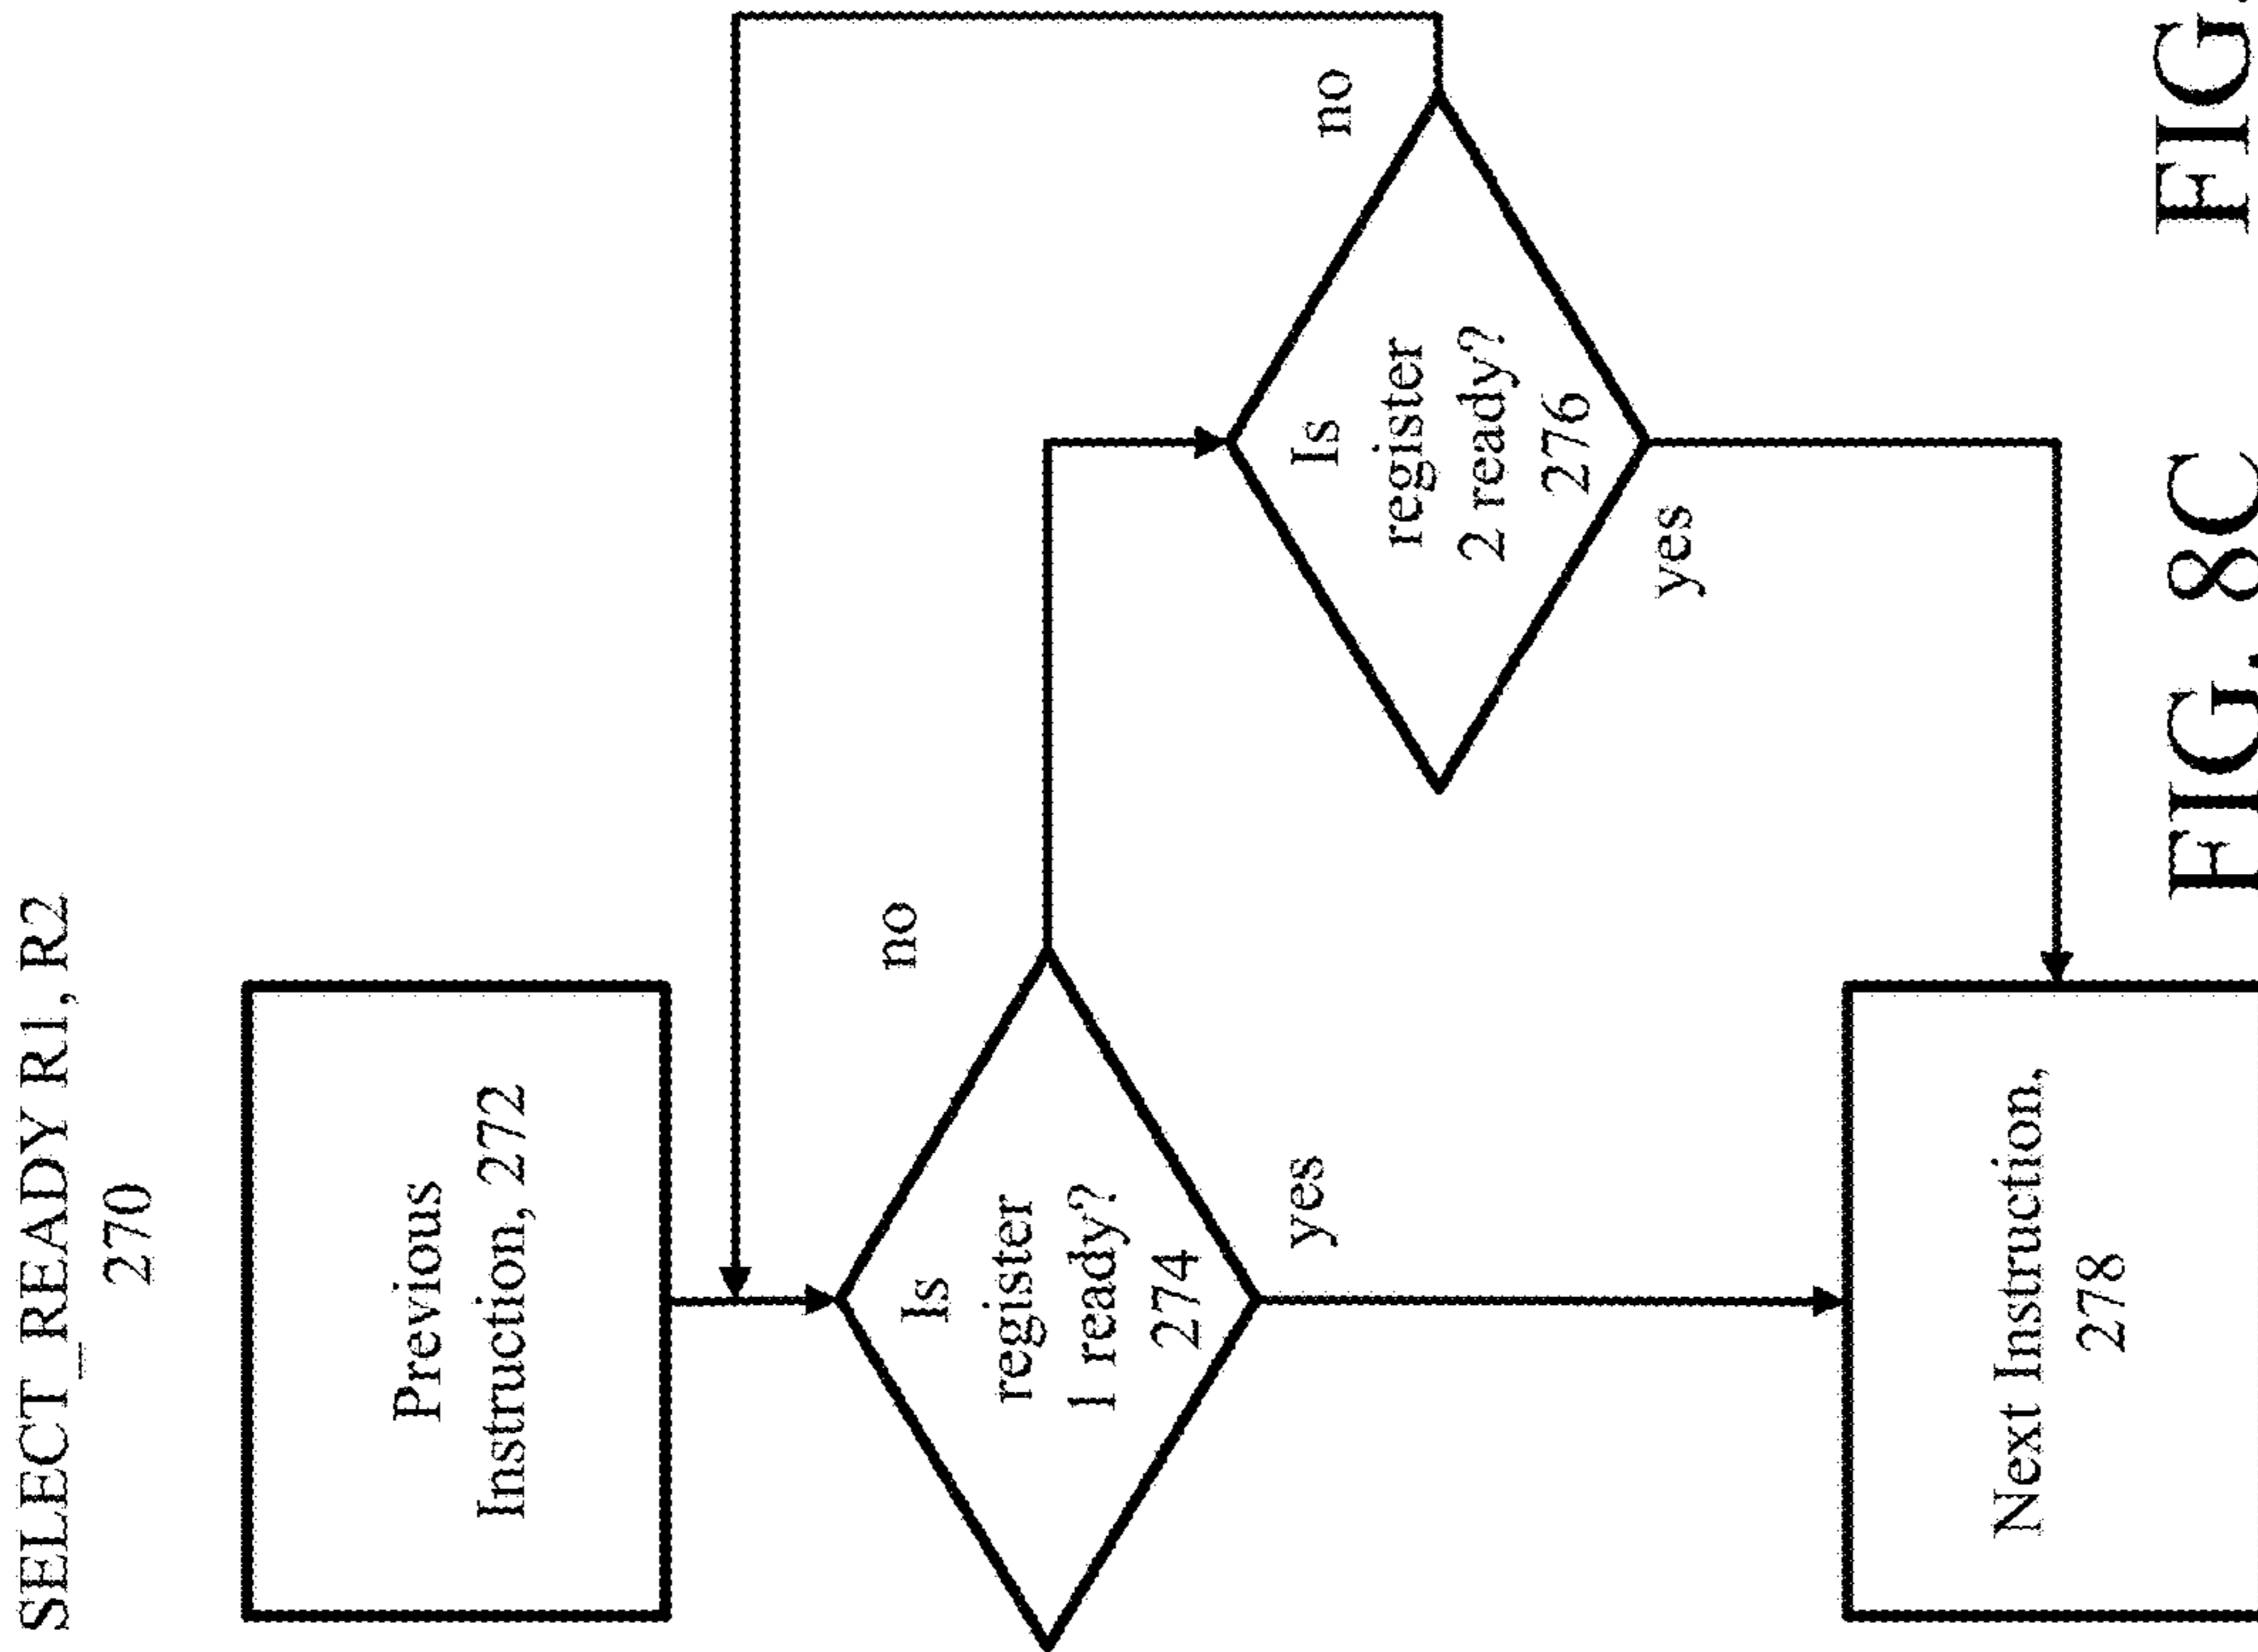 SELECT_READY R1, R2
270
Previous
Instruction, 272
Is
register
1 ready?
274
no
yes
Is
register
2 ready?
276
no
yes
Next Instruction,
278
FIG. 8C
FIG.